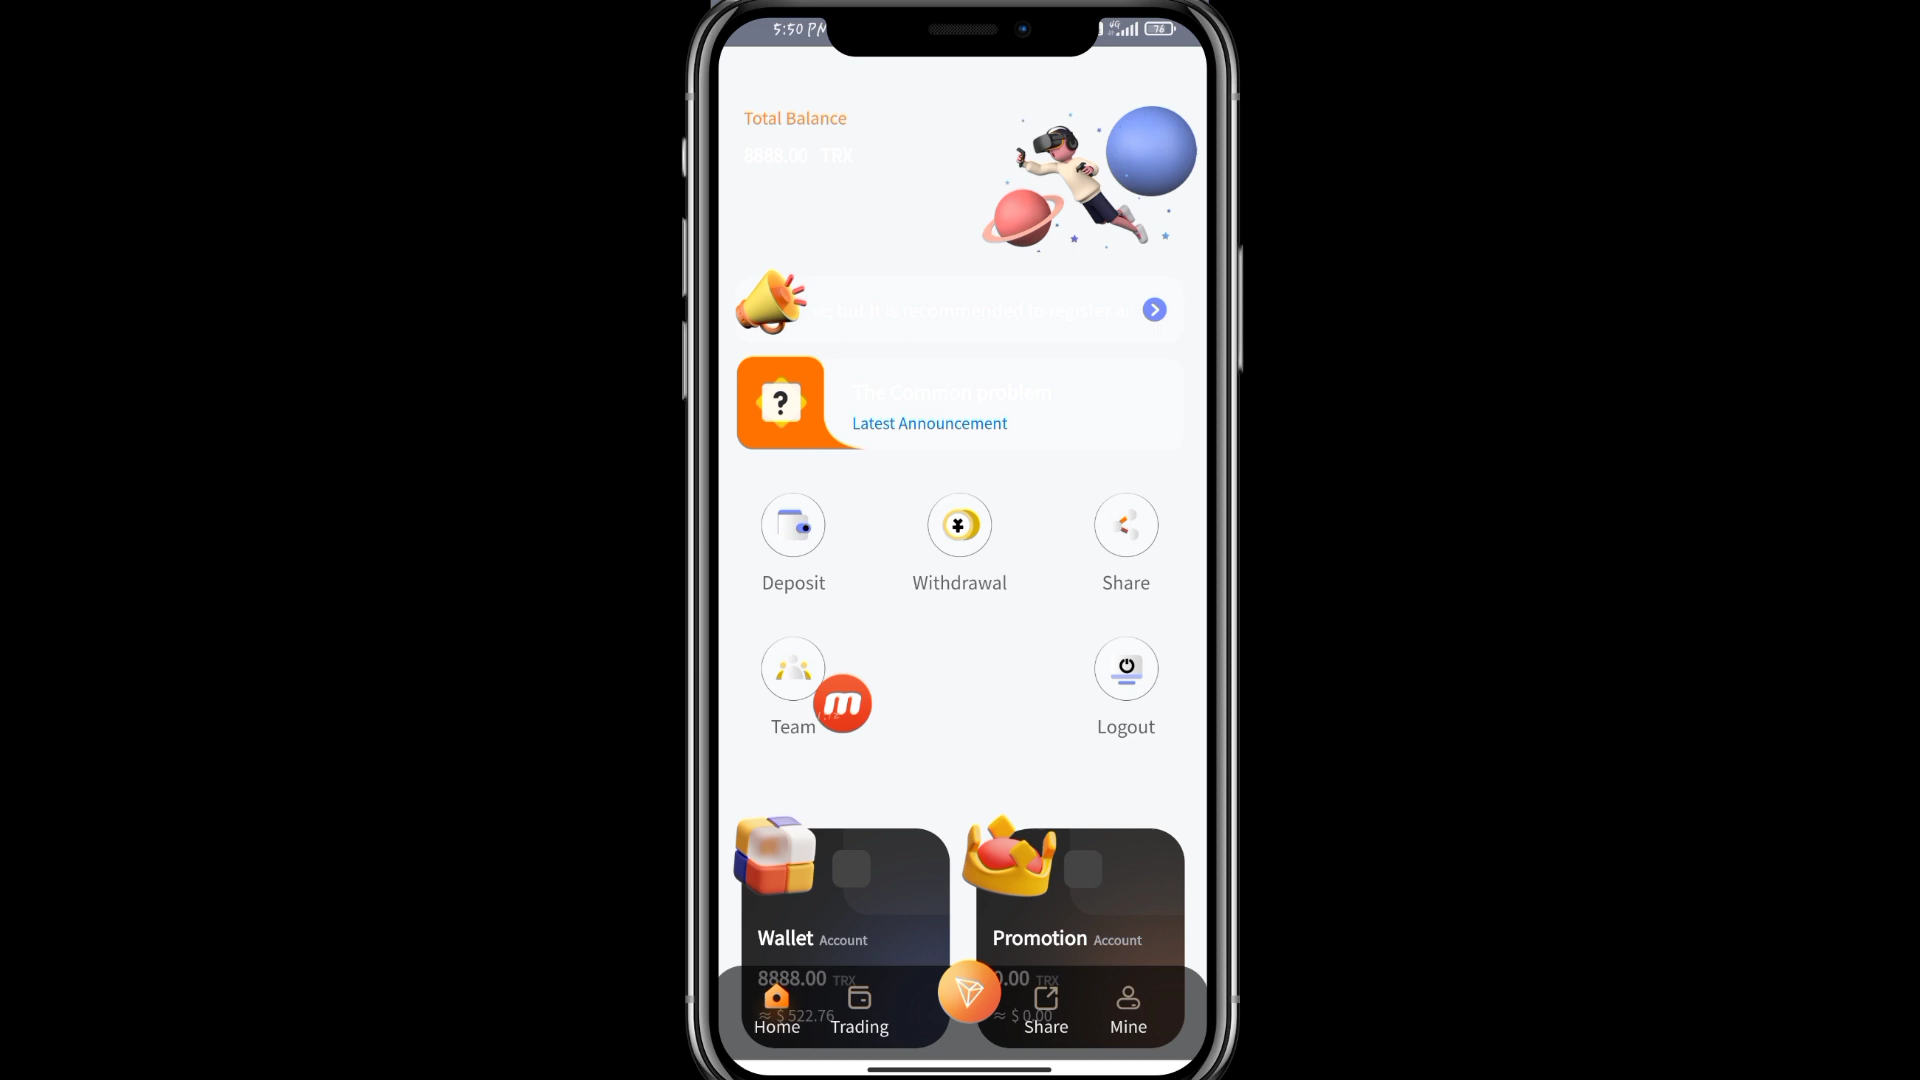 5:50 PM
4G
76
Total Balance
8888.00 TRX
but it is recommended to register
The Common problem
Latest Announcement
?
Deposit
Withdrawal
Share
Team
m
Logout
Wallet Account
Promotion Account
8888.00 TRX
0.00 TRX
≈ $ 522.76
≈ $ 0.00
Home
Trading
Share
Mine